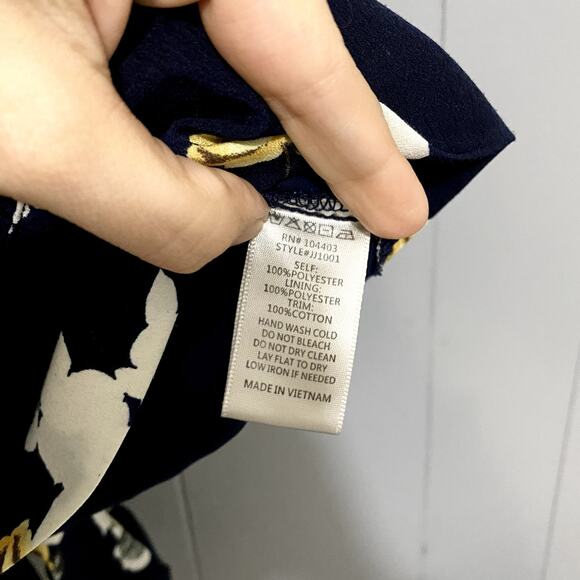 RN# 104403
STYLE#JJ1001
SELF:
100%POLYESTER
LINING:
100%POLYESTER
TRIM:
100%COTTON
HAND WASH COLD
DO NOT BLEACH
DO NOT DRY CLEAN
LAY FLAT TO DRY
LOW IRON IF NEEDED
MADE IN VIETNAM